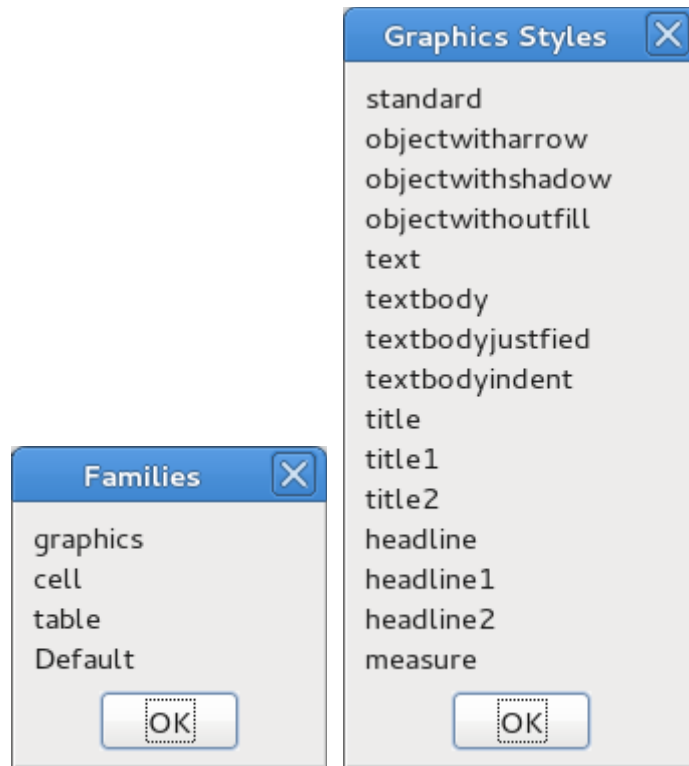 Families
graphics
cell
table
Default
OK
Graphics Styles
standard
objectwitharrow
objectwithshadow
objectwithoutfill
text
textbody
textbodyjustfied
textbodyindent
title
title1
title2
headline
headline1
headline2
measure
OK